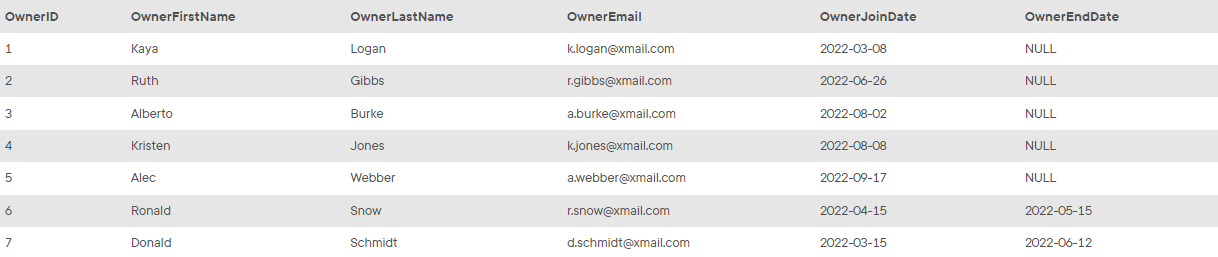 OwnerID OwnerFirstName OwnerLastName OwnerEmail OwnerJoinDate OwnerEndDate
1 Kaya Logan k.logan@xmail.com 2022-03-08 NULL
2 Ruth Gibbs r.gibbs@xmail.com 2022-06-26 NULL
3 Alberto Burke a.burke@xmail.com 2022-08-02 NULL
4 Kristen Jones k.jones@xmail.com 2022-08-08 NULL
5 Alec Webber a.webber@xmail.com 2022-09-17 NULL
6 Ronald Snow r.snow@xmail.com 2022-04-15 2022-05-15
7 Donald Schmidt d.schmidt@xmail.com 2022-03-15 2022-06-12